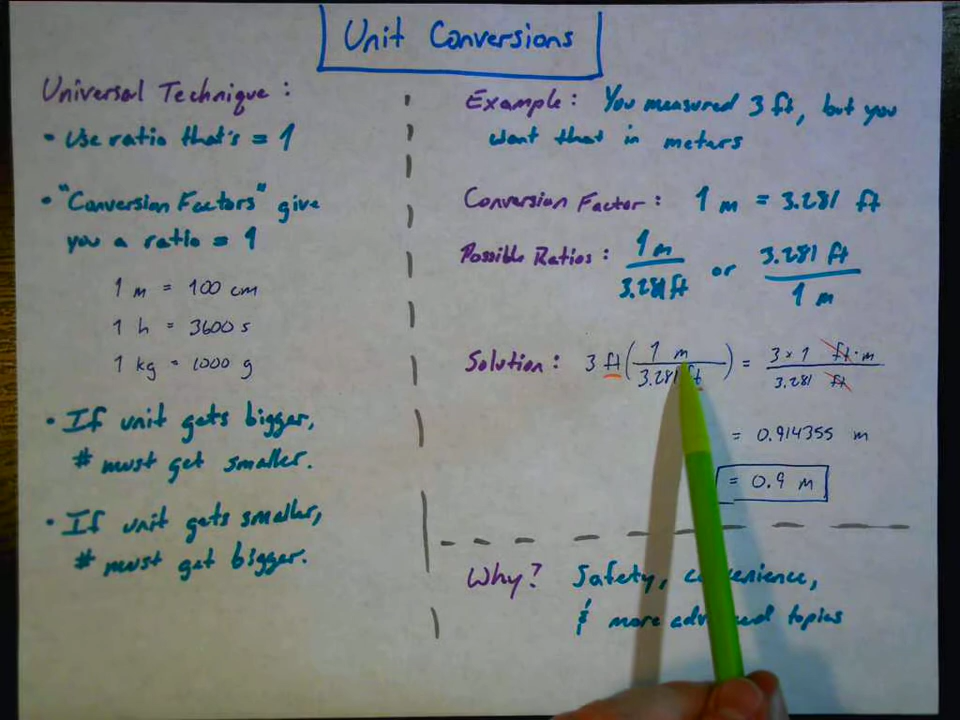 Unit Conversions
Universal Technique:
• Use ratio that's = 1
• "Conversion Factors" give
you a ratio = 1
1 m = 100 cm
1 h = 3600 s
1 kg = 1000 g
• If unit gets bigger,
# must get smaller.
• If unit gets smaller,
# must get bigger.
Example: You measured 3 ft, but you
want that in meters
Conversion Factor: 1 m = 3.281 ft
Possible Ratios: 1 m / 3.281 ft or 3.281 ft / 1 m
Solution: 3 ft ( 1 m / 3.281 ft ) = 3 × 1 ft · m / 3.281 ft
= 0.914355 m
= 0.9 m
Why? Safety, convenience,
& more advanced topics